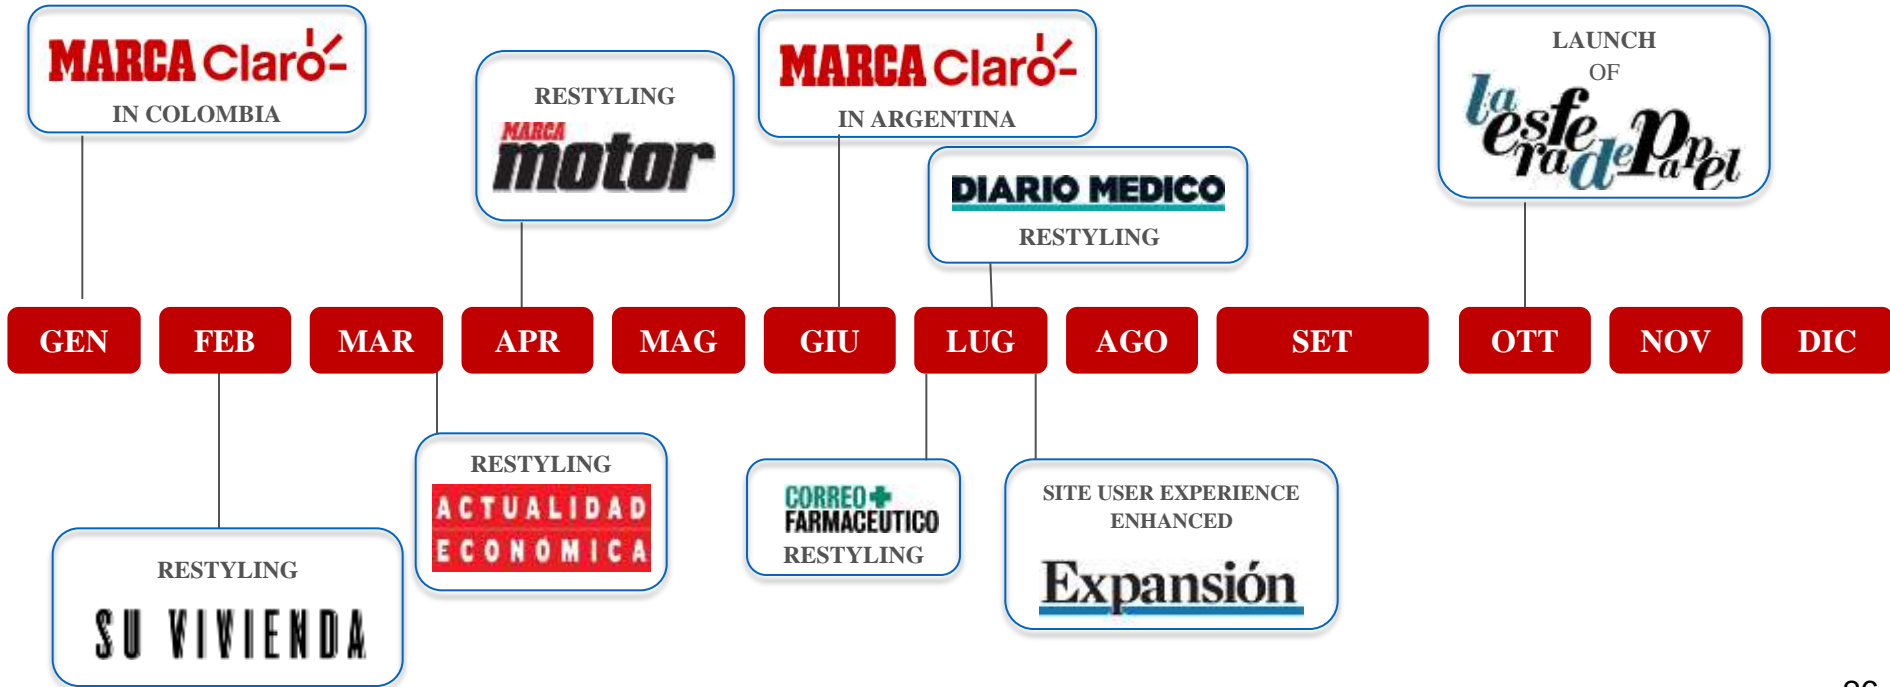 MARCA Claro
IN COLOMBIA
RESTYLING
MARCA
motor
MARCA Claro
IN ARGENTINA
DIARIO MEDICO
RESTYLING
LAUNCH
OF
la esfera de Papel
GEN
FEB
MAR
APR
MAG
GIU
LUG
AGO
SET
OTT
NOV
DIC
RESTYLING
SU VIVIENDA
RESTYLING
ACTUALIDAD
ECONÓMICA
CORREO
FARMACÉUTICO
RESTYLING
SITE USER EXPERIENCE
ENHANCED
Expansión